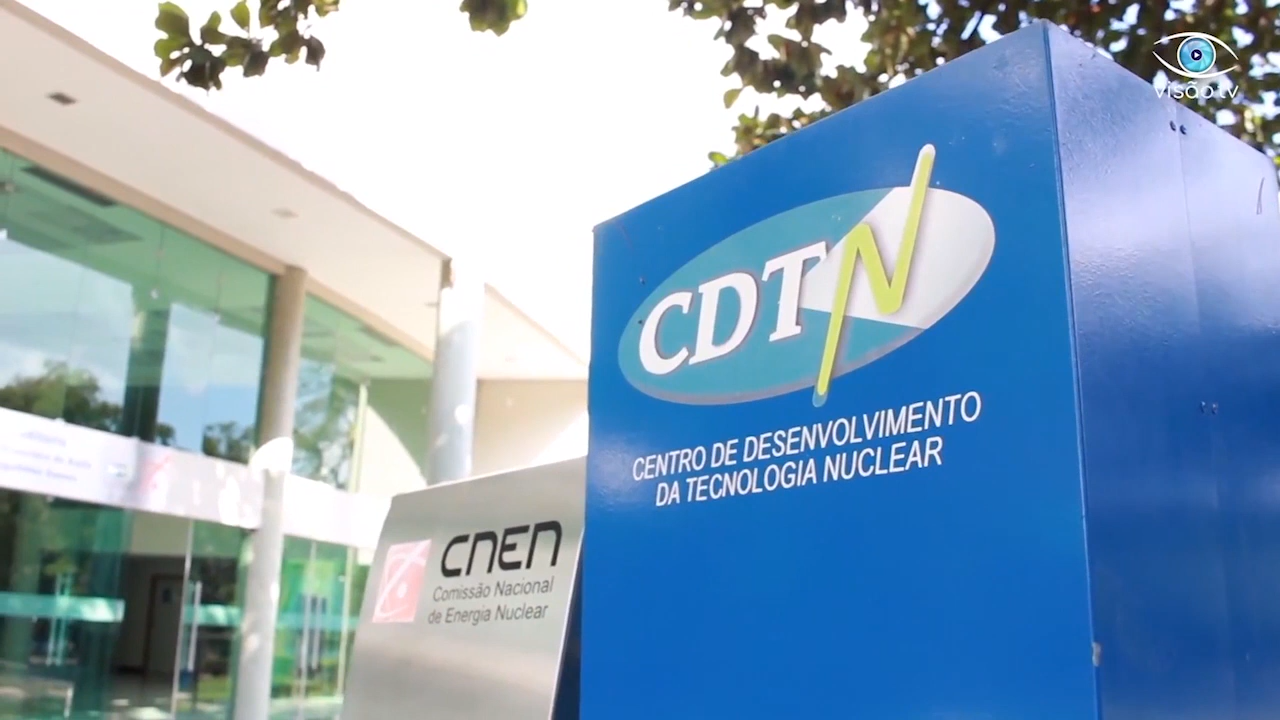 visão tv
CDTN
CENTRO DE DESENVOLVIMENTO
DA TECNOLOGIA NUCLEAR
CNEN
Comissão Nacional
de Energia Nuclear